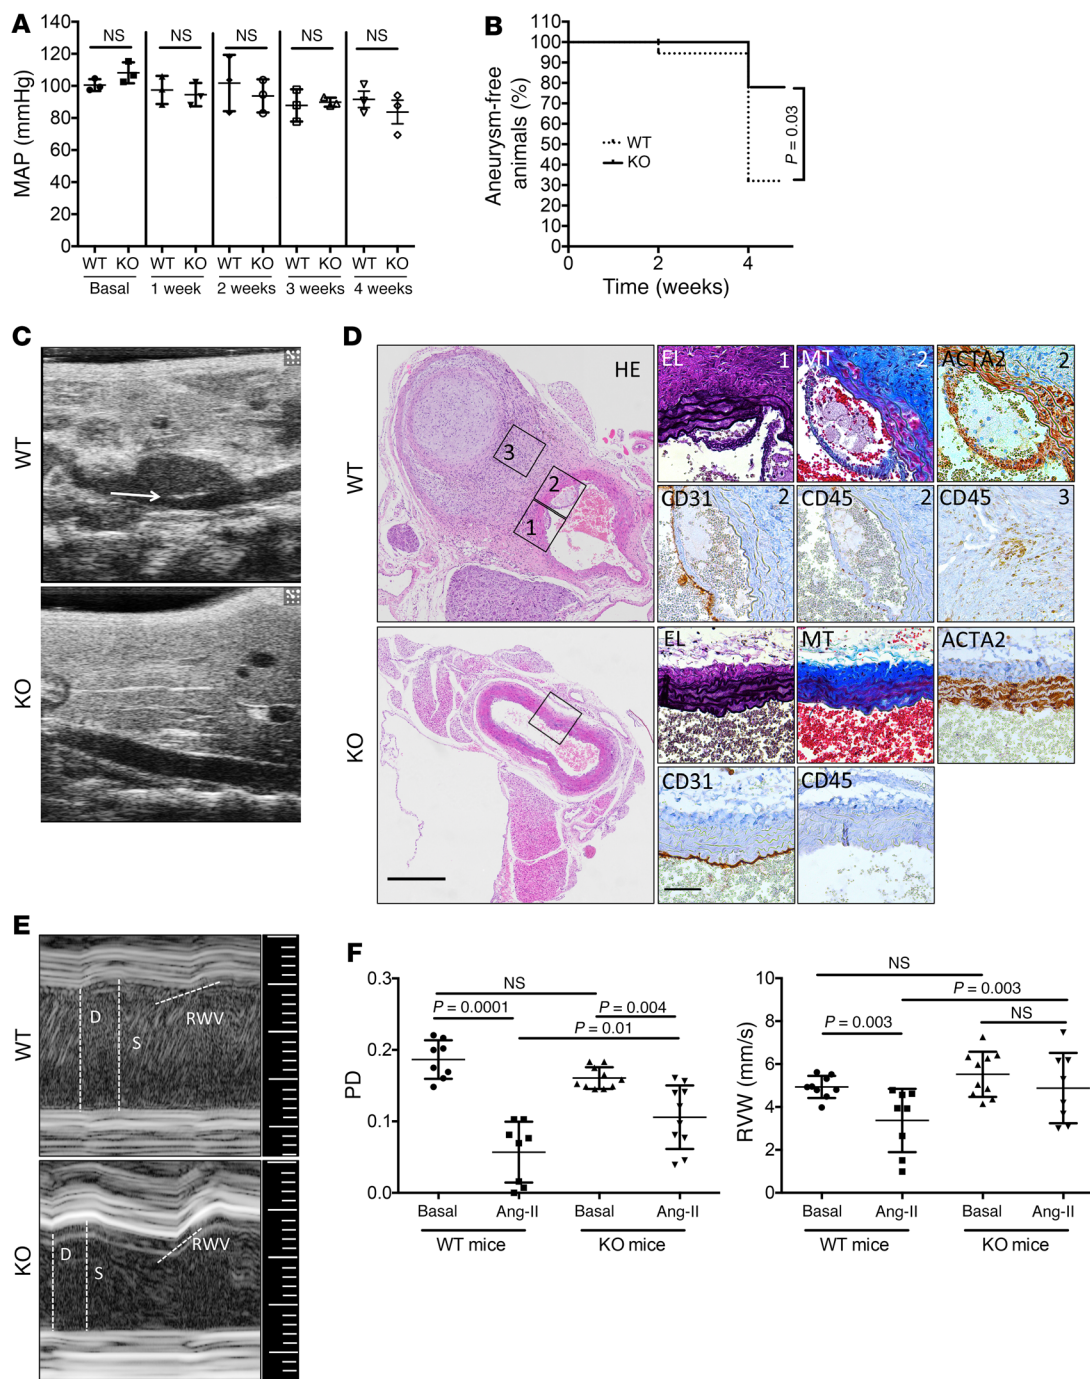 A
MAP (mmHg)
140
120
100
80
60
40
20
0
NS NS NS NS NS
WT KO WT KO WT KO WT KO WT KO
Basal 1 week 2 weeks 3 weeks 4 weeks
B
Aneurysm-free
animals (%)
110
100
90
80
70
60
50
40
30
20
10
0
WT
KO
P = 0.03
0 2 4
Time (weeks)
C
WT
KO
D
WT
HE
3
2
1
EL 1
MT 2
ACTA2 2
CD31 2
CD45 2
CD45 3
KO
EL
MT
ACTA2
CD31
CD45
E
WT
D
S
RWV
KO
D
S
RWV
F
PD
0.3
0.2
0.1
0.0
NS
P = 0.0001
P = 0.004
P = 0.01
Basal Ang-II Basal Ang-II
WT mice KO mice
RVW (mm/s)
10
8
6
4
2
0
NS
P = 0.003
P = 0.003
NS
Basal Ang-II Basal Ang-II
WT mice KO mice